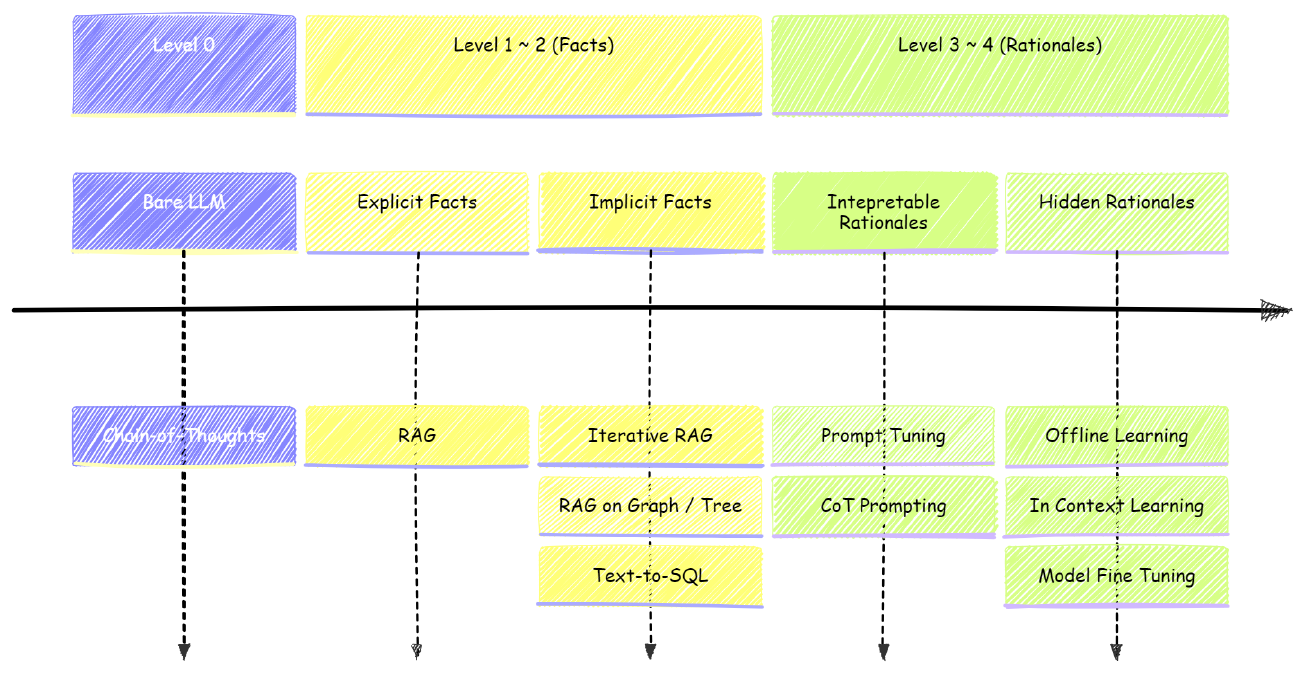 Level 0
Level 1 ~ 2 (Facts)
Level 3 ~ 4 (Rationales)
Bare LLM
Explicit Facts
Implicit Facts
Intepretable
Rationales
Hidden Rationales
Chain-of-Thoughts
RAG
Iterative RAG
Prompt Tuning
Offline Learning
RAG on Graph / Tree
CoT Prompting
In Context Learning
Text-to-SQL
Model Fine Tuning